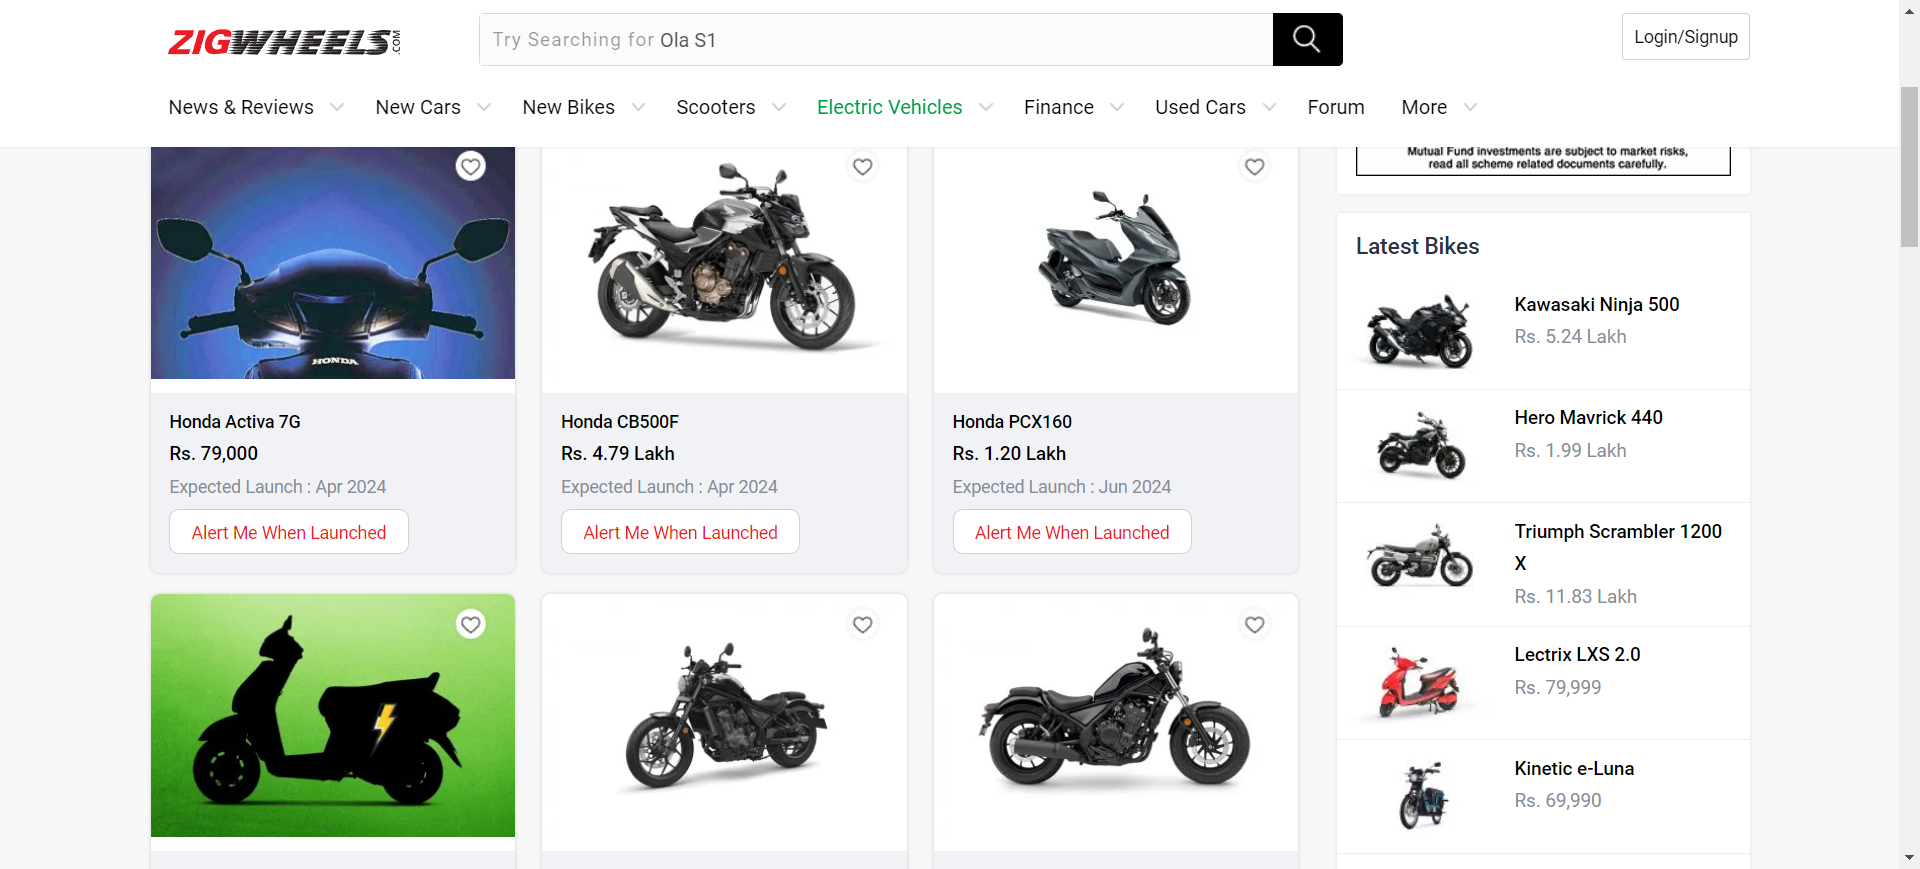 ZIGWHEELS.COM
Try Searching for Ola S1
Login/Signup
News & Reviews
New Cars
New Bikes
Scooters
Electric Vehicles
Finance
Used Cars
Forum
More
HONDA
Honda Activa 7G
Rs. 79,000
Expected Launch : Apr 2024
Alert Me When Launched
Honda CB500F
Rs. 4.79 Lakh
Expected Launch : Apr 2024
Alert Me When Launched
Honda PCX160
Rs. 1.20 Lakh
Expected Launch : Jun 2024
Alert Me When Launched
Mutual Fund investments are subject to market risks,
read all scheme related documents carefully.
Latest Bikes
Kawasaki Ninja 500
Rs. 5.24 Lakh
Hero Mavrick 440
Rs. 1.99 Lakh
Triumph Scrambler 1200
X
Rs. 11.83 Lakh
Lectrix LXS 2.0
Rs. 79,999
Kinetic e-Luna
Rs. 69,990